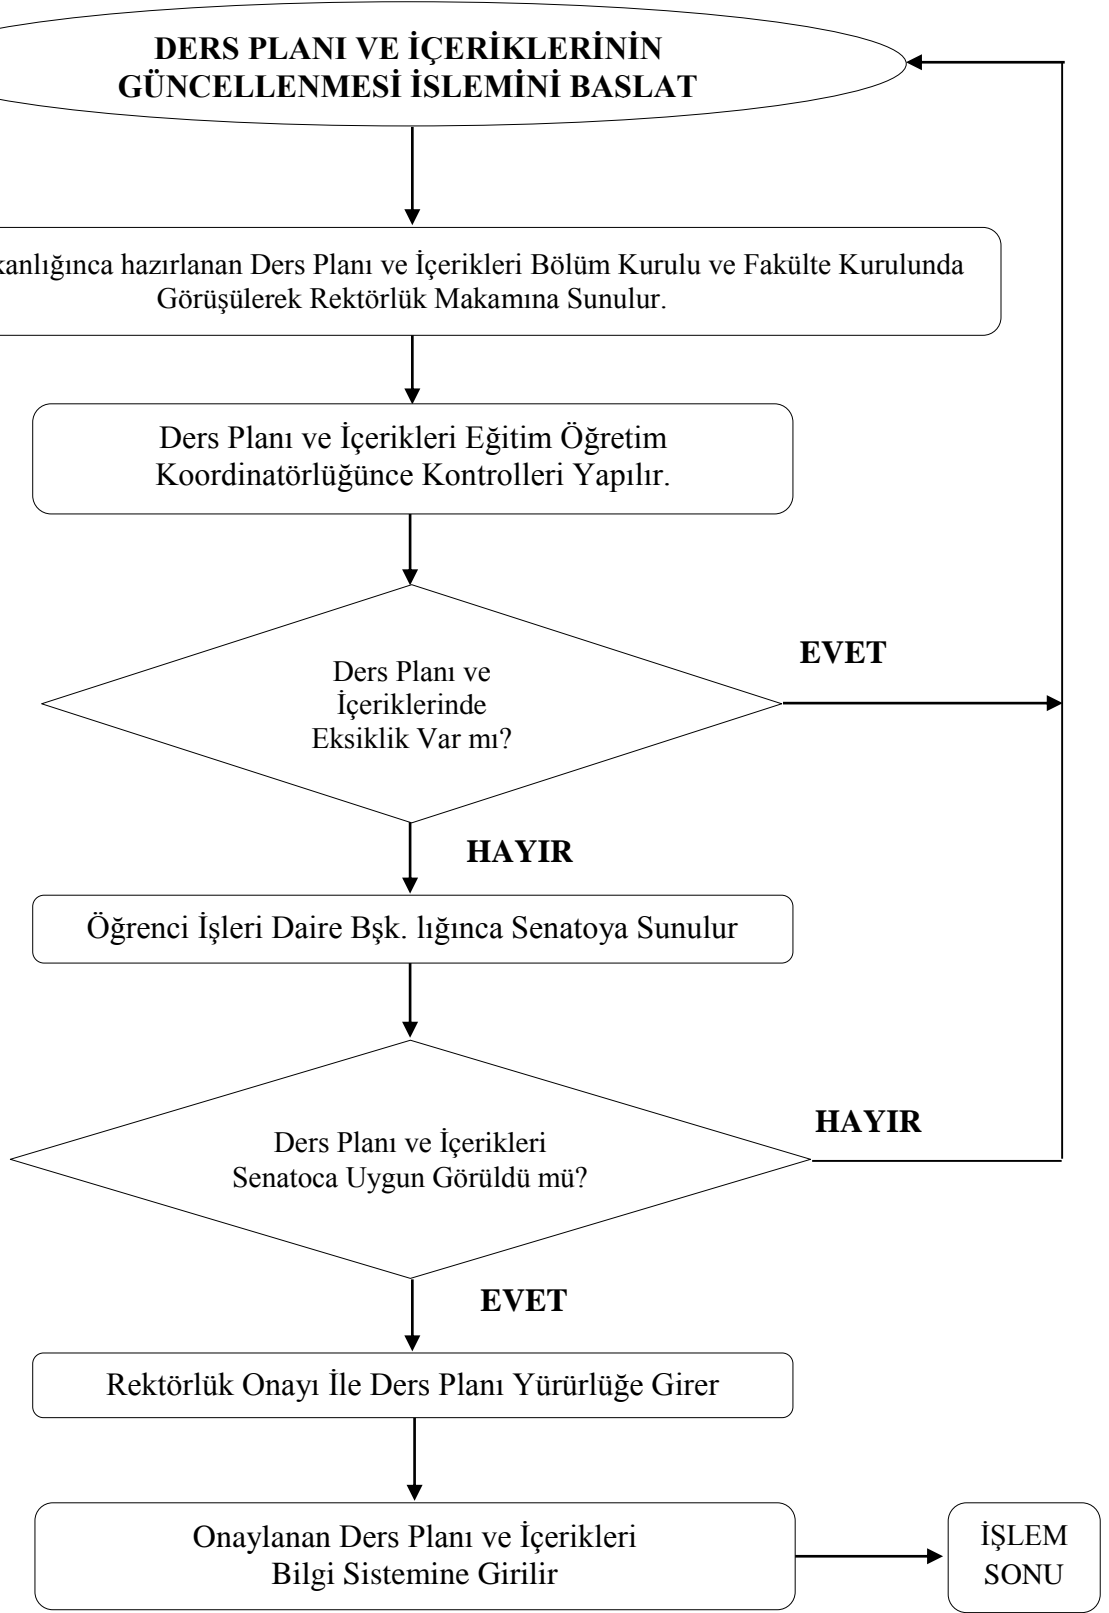 DERS PLANI VE İÇERİKLERİNİN
GÜNCELLENMESİ İSLEMİNİ BASLAT
kanlığınca hazırlanan Ders Planı ve İçerikleri Bölüm Kurulu ve Fakülte Kurulunda
Görüşülerek Rektörlük Makamına Sunulur.
Ders Planı ve İçerikleri Eğitim Öğretim
Koordinatörlüğünce Kontrolleri Yapılır.
EVET
Ders Planı ve
İçeriklerinde
Eksiklik Var mı?
HAYIR
Öğrenci İşleri Daire Bşk. lığınca Senatoya Sunulur
HAYIR
Ders Planı ve İçerikleri
Senatoca Uygun Görüldü mü?
EVET
Rektörlük Onayı İle Ders Planı Yürürlüğe Girer
Onaylanan Ders Planı ve İçerikleri
Bilgi Sistemine Girilir
İŞLEM
SONU